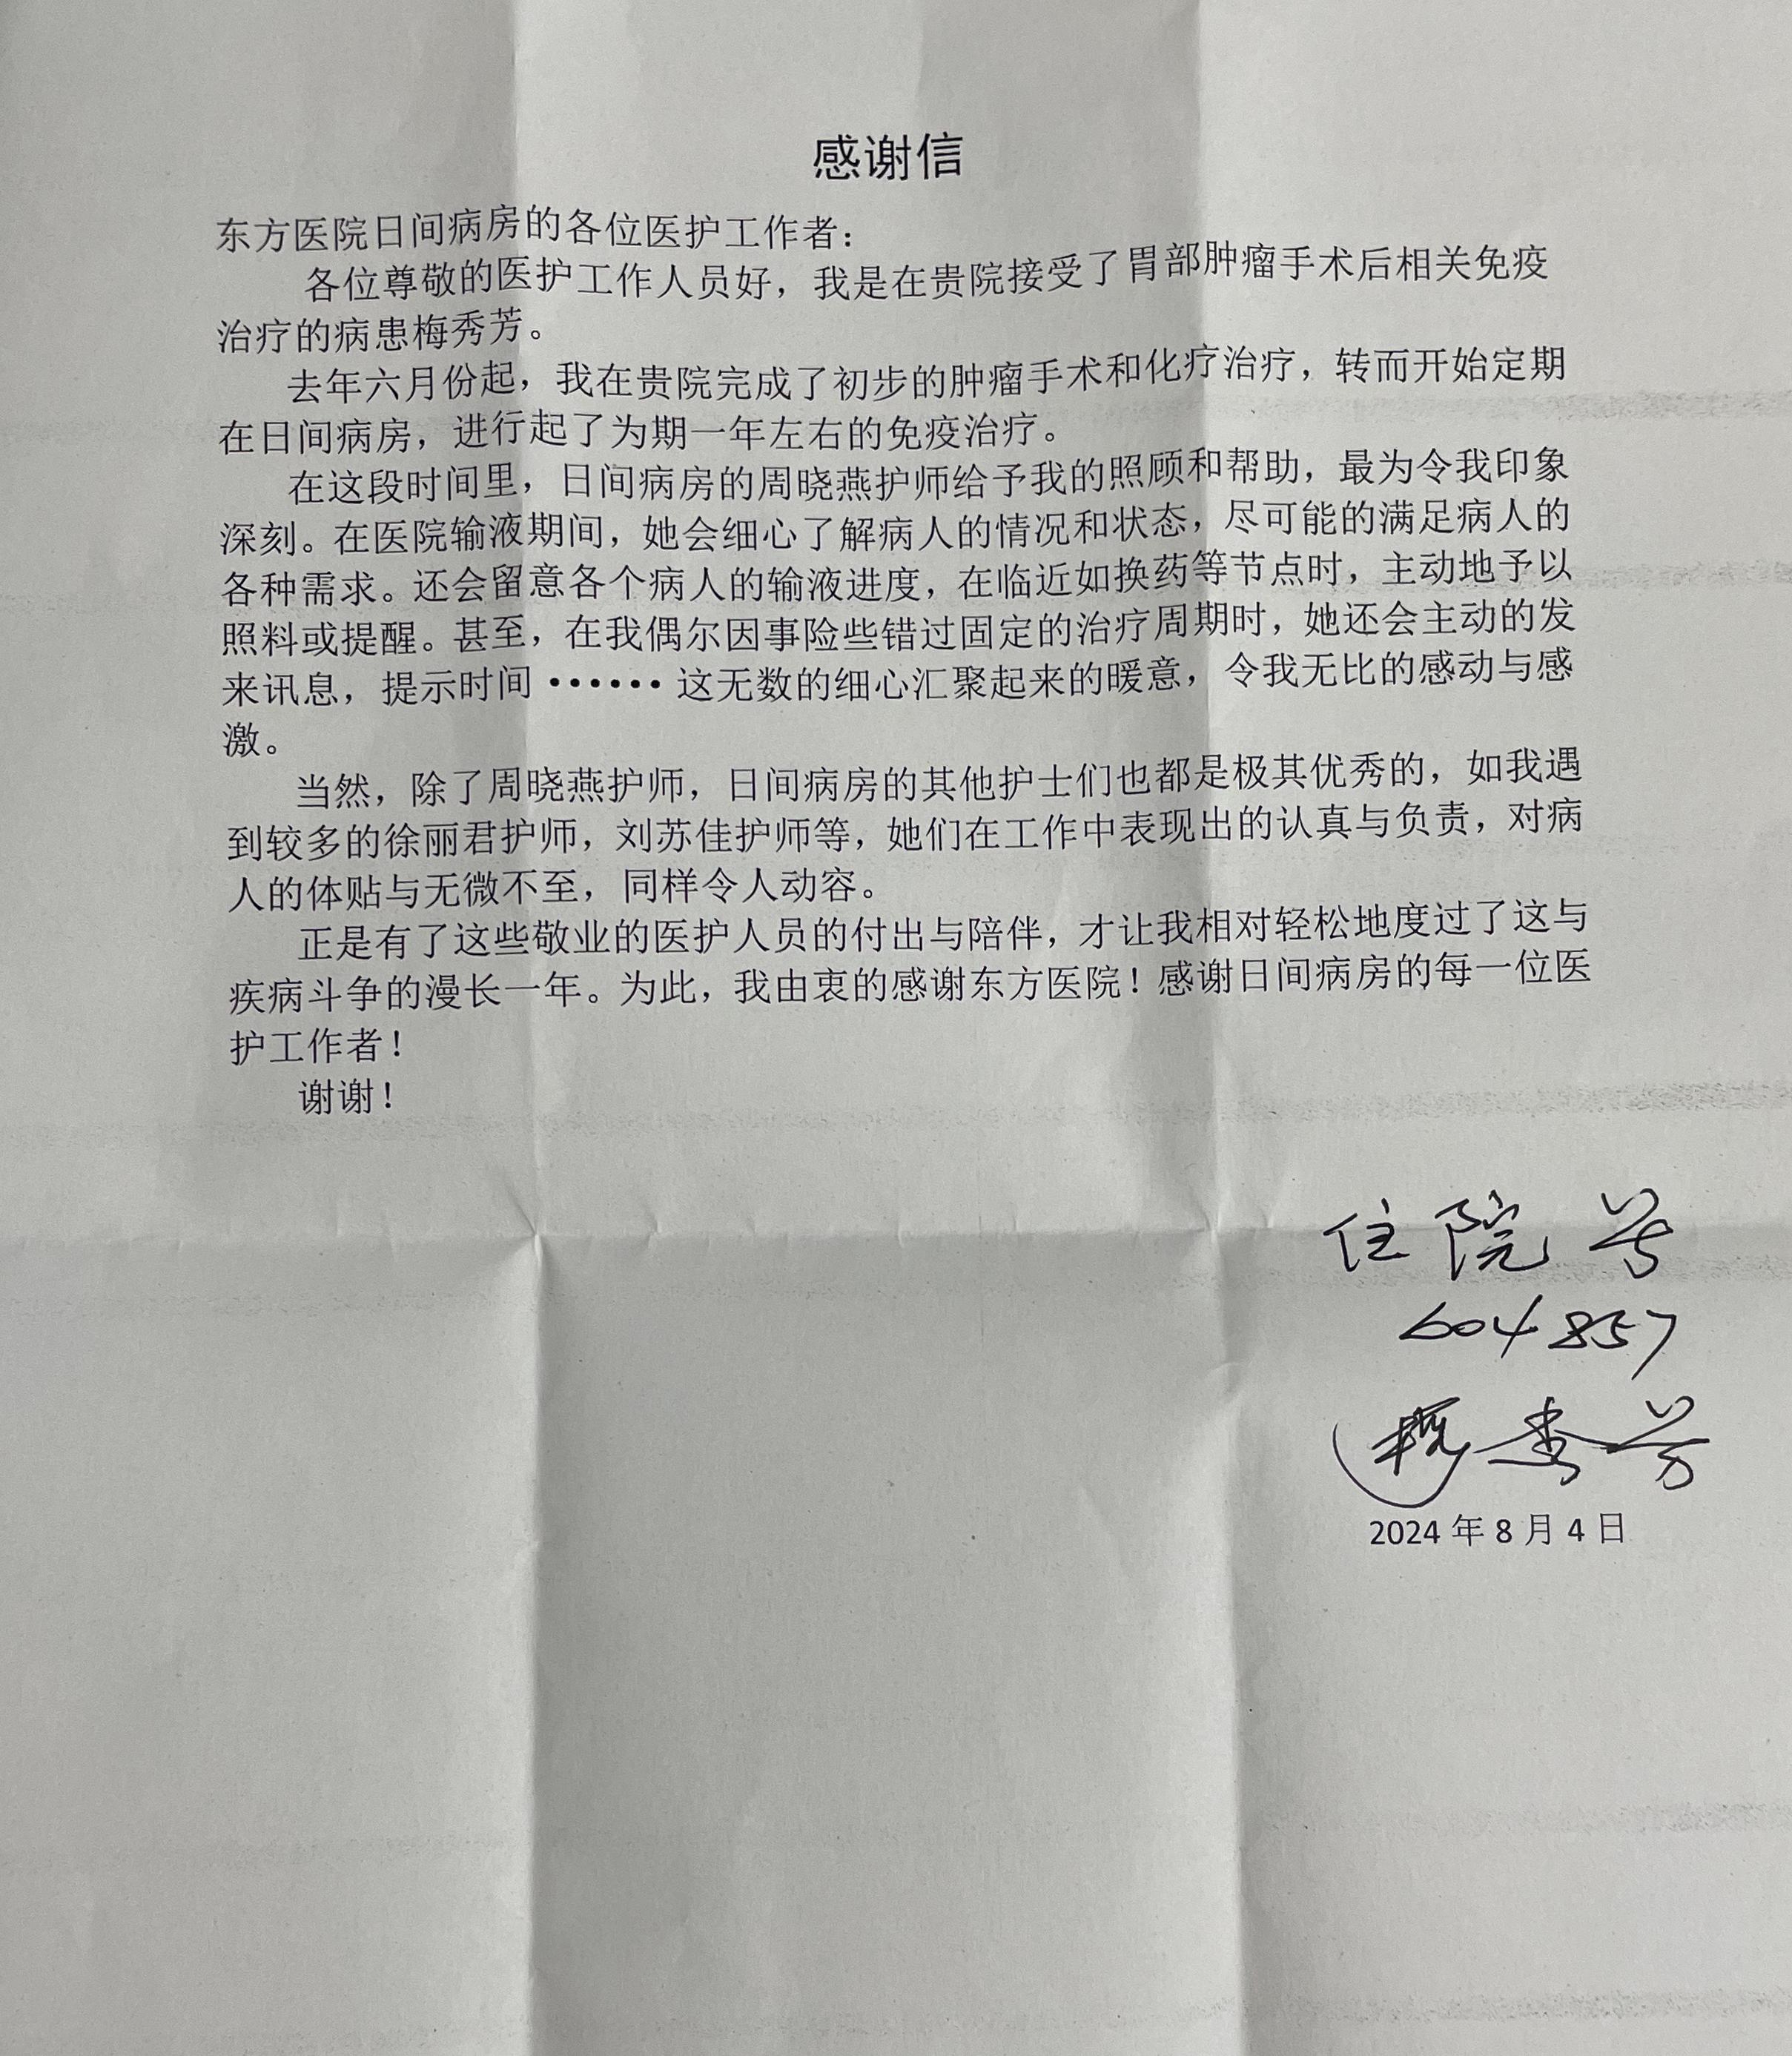 感谢信
东方医院日间病房的各位医护工作者：
各位尊敬的医护工作人员好，我是在贵院接受了胃部肿瘤手术后相关免疫
治疗的病患梅秀芳。
去年六月份起，我在贵院完成了初步的肿瘤手术和化疗治疗，转而开始定期
在日间病房，进行起了为期一年左右的免疫治疗。
在这段时间里，日间病房的周晓燕护师给予我的照顾和帮助，最为令我印象
深刻。在医院输液期间，她会细心了解病人的情况和状态，尽可能的满足病人的
各种需求。还会留意各个病人的输液进度，在临近如换药等节点时，主动地予以
照料或提醒。甚至，在我偶尔因事险些错过固定的治疗周期时，她还会主动的发
来讯息，提示时间······这无数的细心汇聚起来的暖意，令我无比的感动与感
激。
当然，除了周晓燕护师，日间病房的其他护士们也都是极其优秀的，如我遇
到较多的徐丽君护师，刘苏佳护师等，她们在工作中表现出的认真与负责，对病
人的体贴与无微不至，同样令人动容。
正是有了这些敬业的医护人员的付出与陪伴，才让我相对轻松地度过了这与
疾病斗争的漫长一年。为此，我由衷的感谢东方医院！感谢日间病房的每一位医
护工作者！
谢谢！
住院号
604857
梅秀芳
2024年8月4日